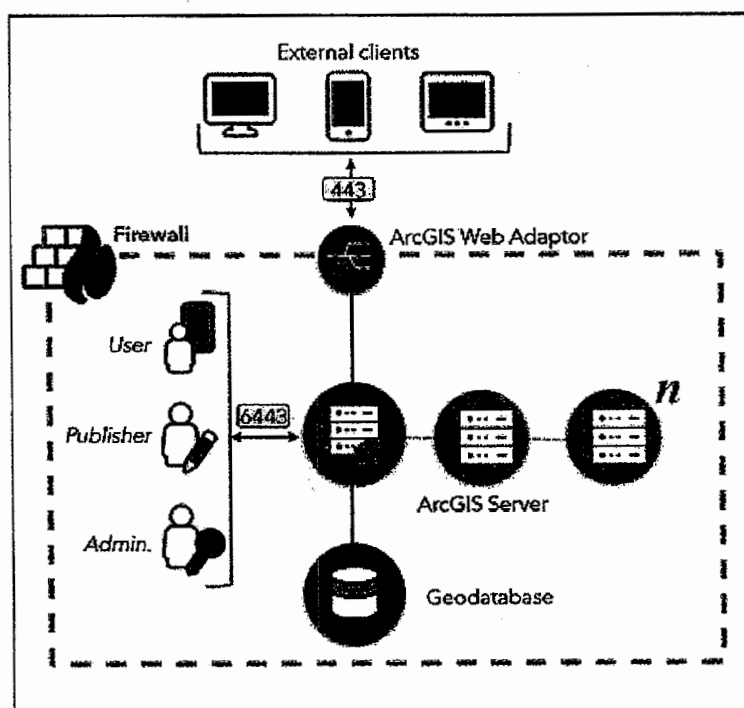 External clients
443
Firewall
ArcGIS Web Adaptor
User
n
6443
Publisher
ArcGIS Server
Admin.
Geodatabase